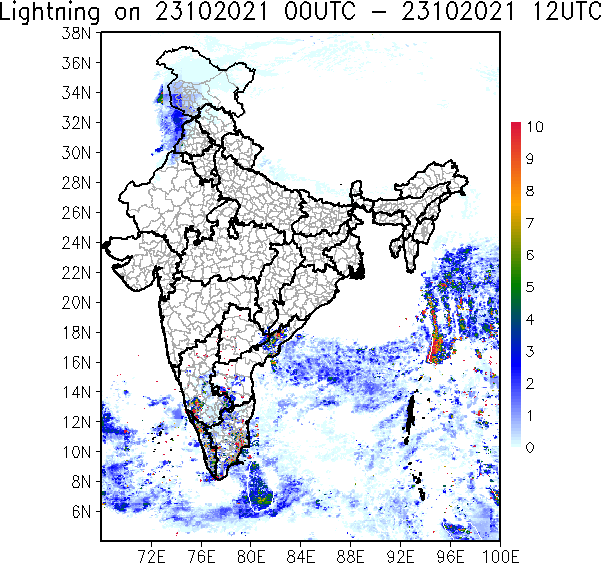 Lightning on 23102021 00UTC – 23102021 12UTC
38N
36N
34N
32N
30N
28N
26N
24N
22N
20N
18N
16N
14N
12N
10N
8N
6N
72E 76E 80E 84E 88E 92E 96E 100E
10
9
8
7
6
5
4
3
2
1
0